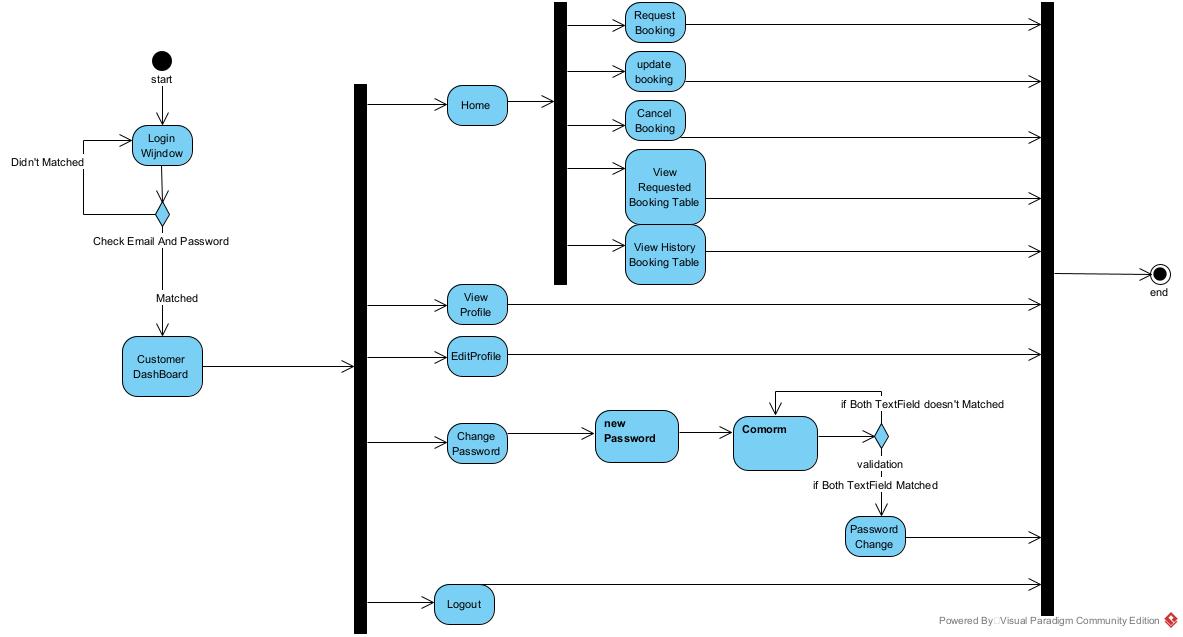 start
Login
Wijndow
Didn't Matched
Check Email And Password
Matched
Customer
DashBoard
Home
Request
Booking
update
booking
Cancel
Booking
View
Requested
Booking Table
View History
Booking Table
View
Profile
EditProfile
Change
Password
new
Password
Comorm
if Both TextField doesn't Matched
validation
if Both TextField Matched
Password
Change
Logout
end
Powered By Visual Paradigm Community Edition